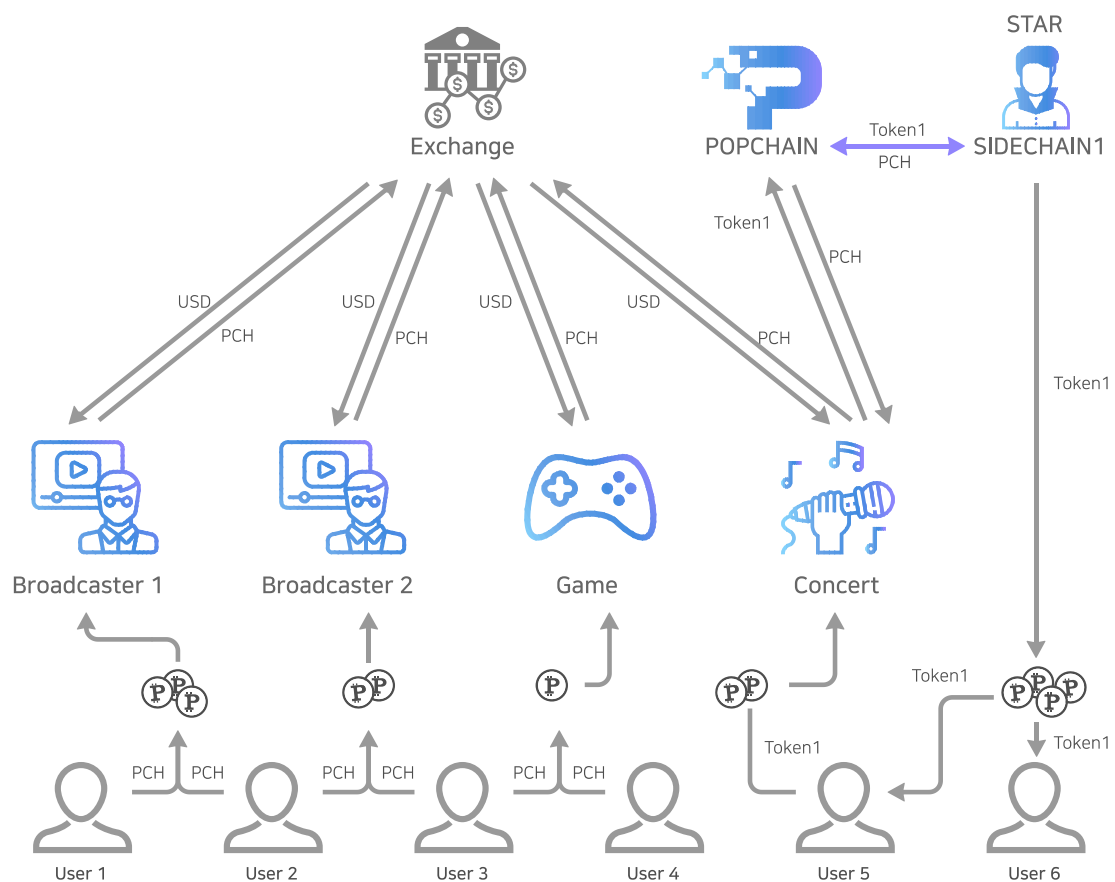 STAR
Exchange
POPCHAIN
Token1
PCH
SIDECHAIN1
Token1
PCH
USD
PCH
USD
PCH
USD
PCH
USD
PCH
Token1
Broadcaster 1
Broadcaster 2
Game
Concert
Token1
Token1
Token1
PCH
PCH
PCH
PCH
PCH
PCH
User 1
User 2
User 3
User 4
User 5
User 6